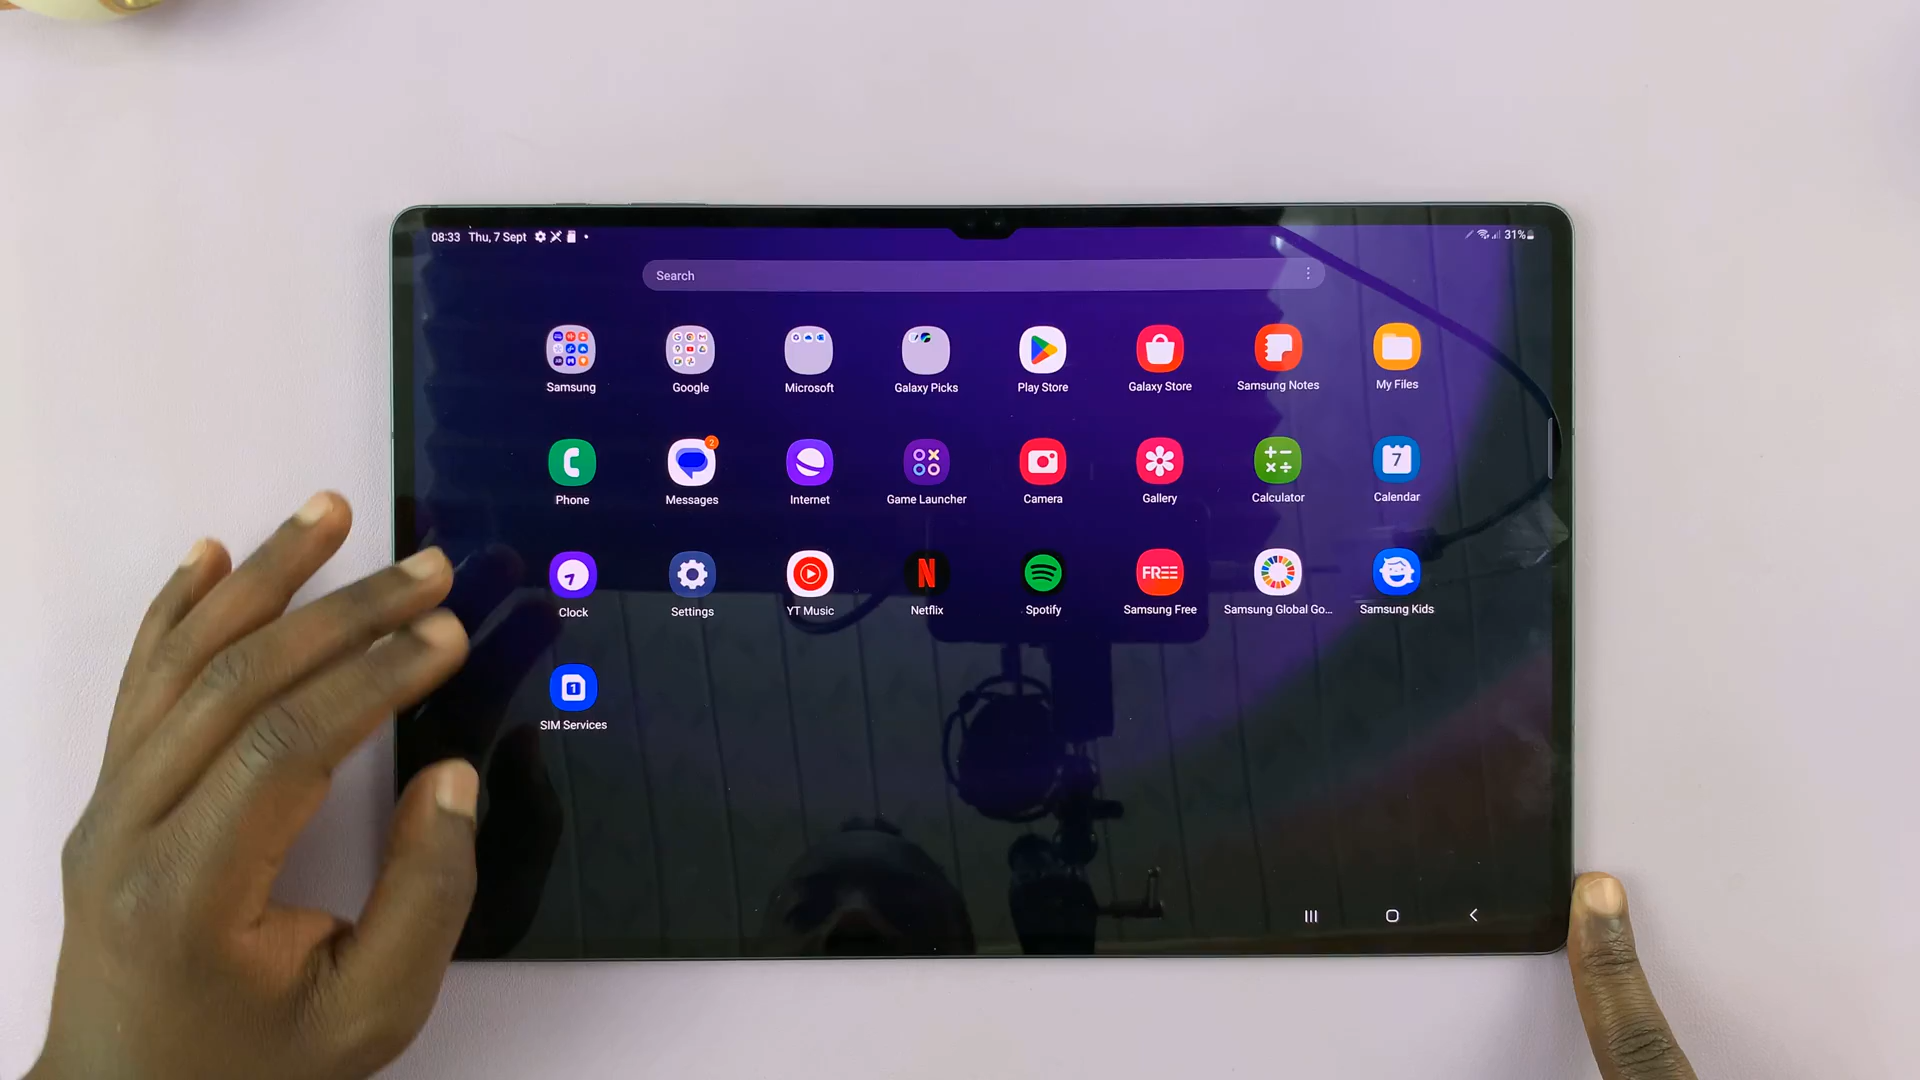 08:33 Thu, 7 Sept 31%
Search
Samsung Google Microsoft Galaxy Picks Play Store Galaxy Store Samsung Notes My Files
2 7
Phone Messages Internet Game Launcher Camera Gallery Calculator Calendar
N FREE
Clock Settings YT Music Netflix Spotify Samsung Free Samsung Global Go... Samsung Kids
1
SIM Services